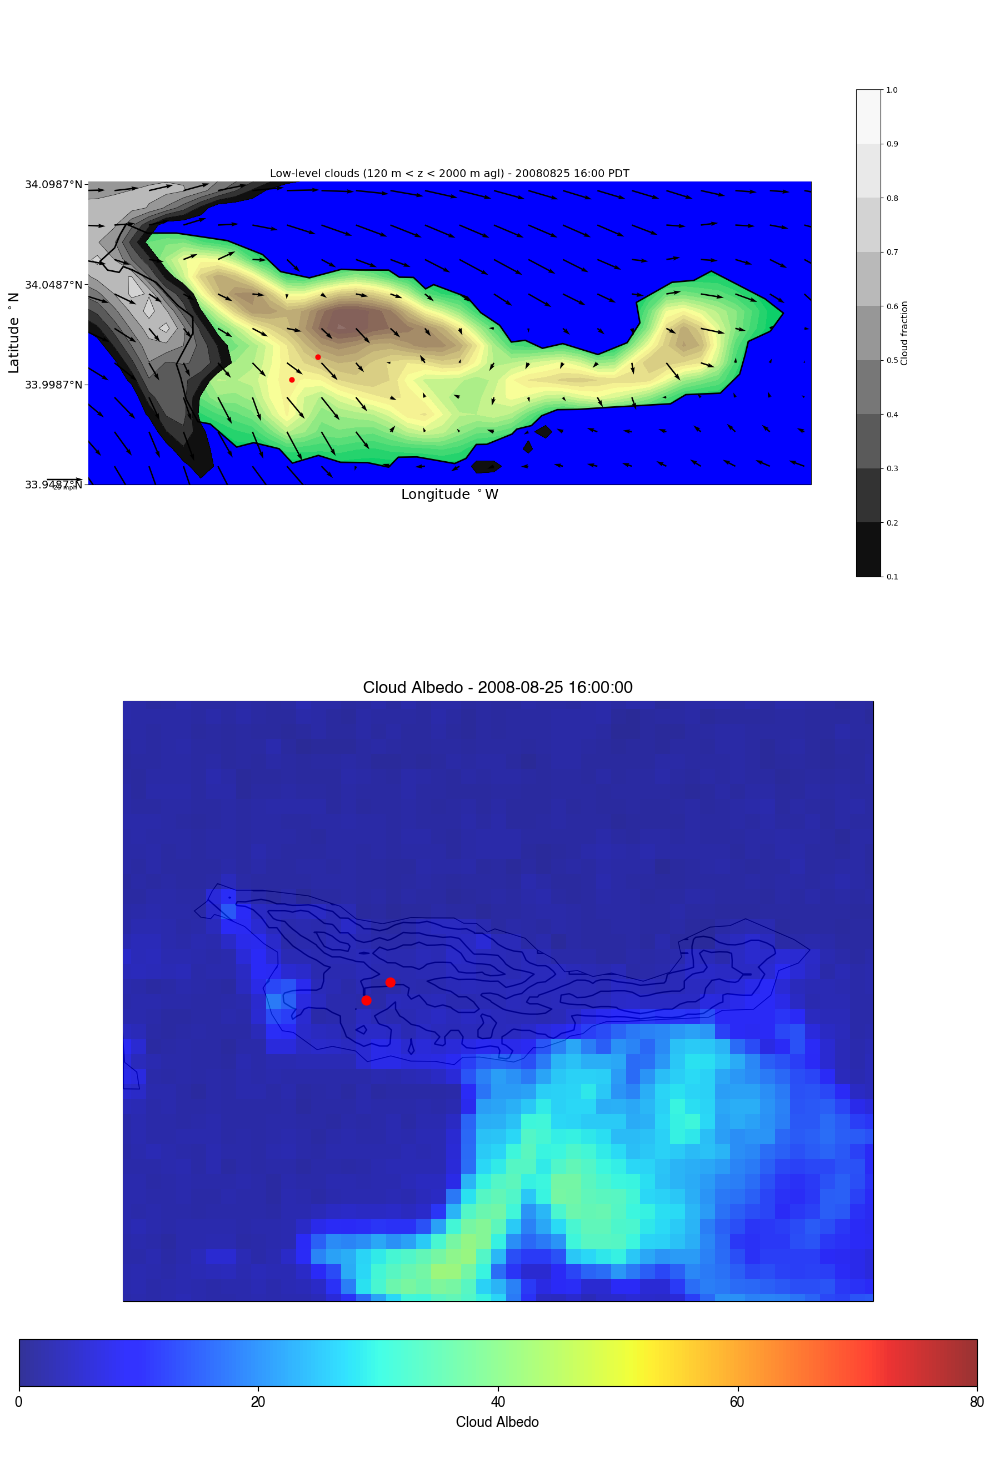 Low-level clouds (120 m < z < 2000 m agl) - 20080825 16:00 PDT
34.0987°N
34.0487°N
33.9987°N
33.9487°N
Latitude °N
Longitude °W
1.0
0.9
0.8
0.7
0.6
0.5
0.4
0.3
0.2
0.1
Cloud fraction
Cloud Albedo - 2008-08-25 16:00:00
0 20 40 60 80
Cloud Albedo